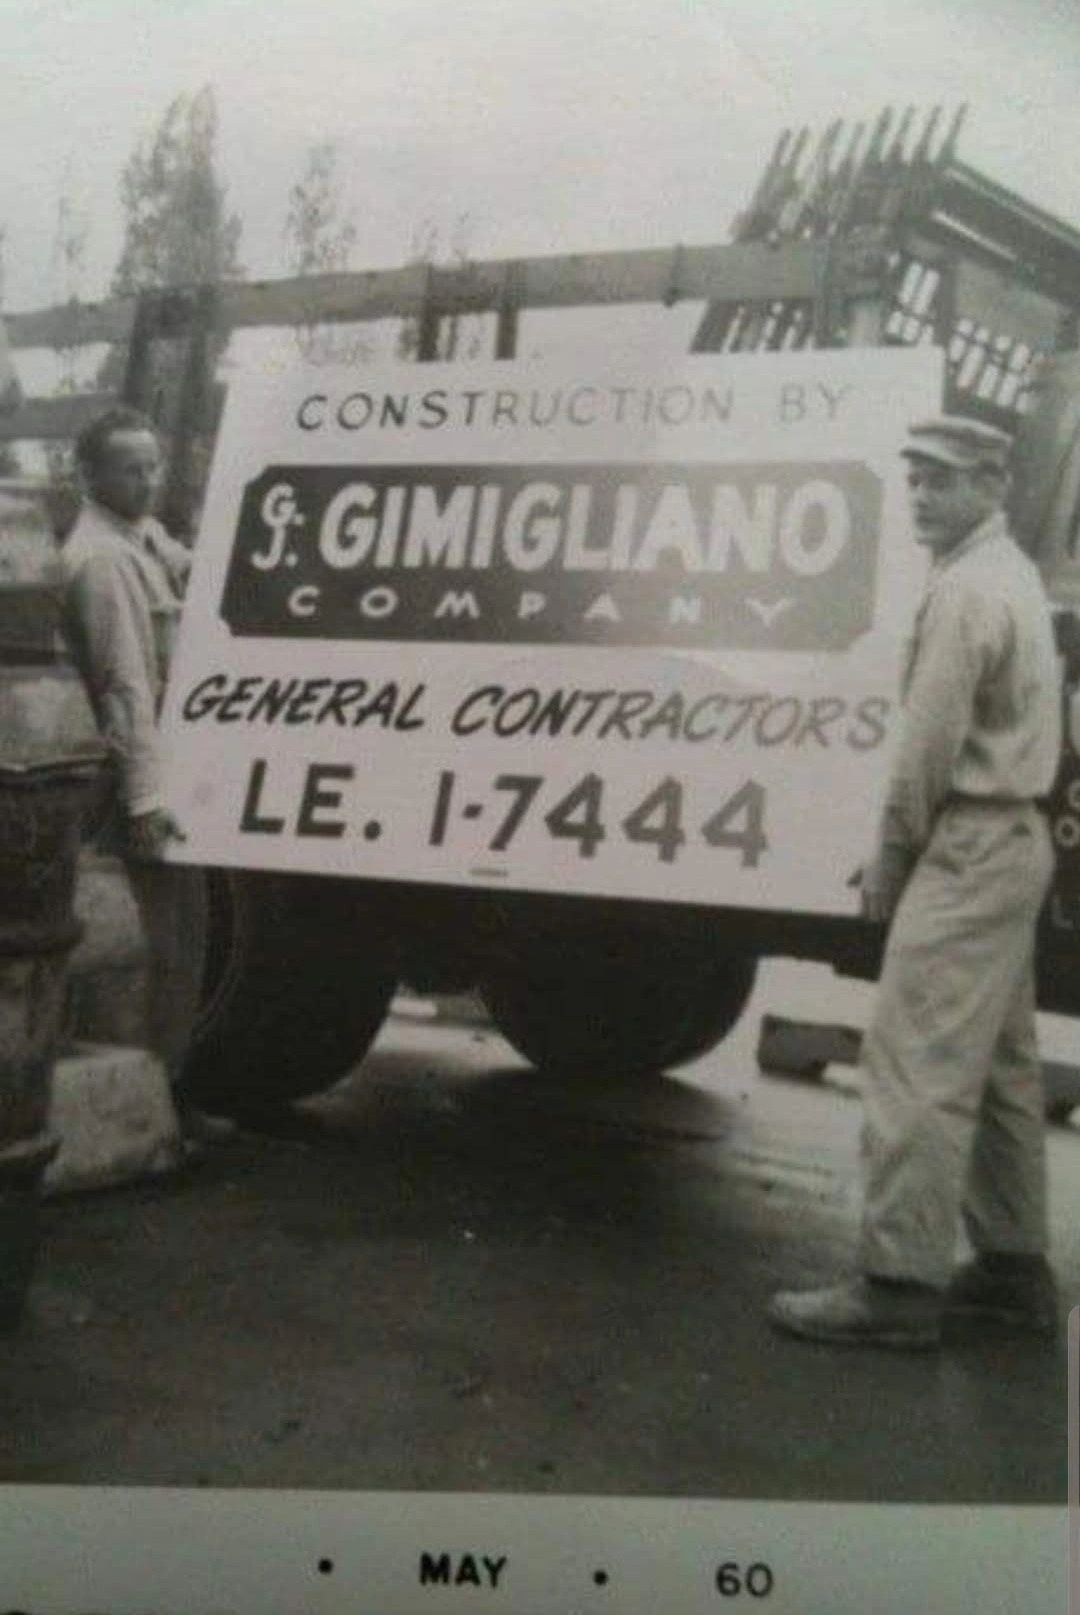 CONSTRUCTION BY
G. J. GIMIGLIANO
COMPANY
GENERAL CONTRACTORS
LE. 1-7444
• MAY • 60